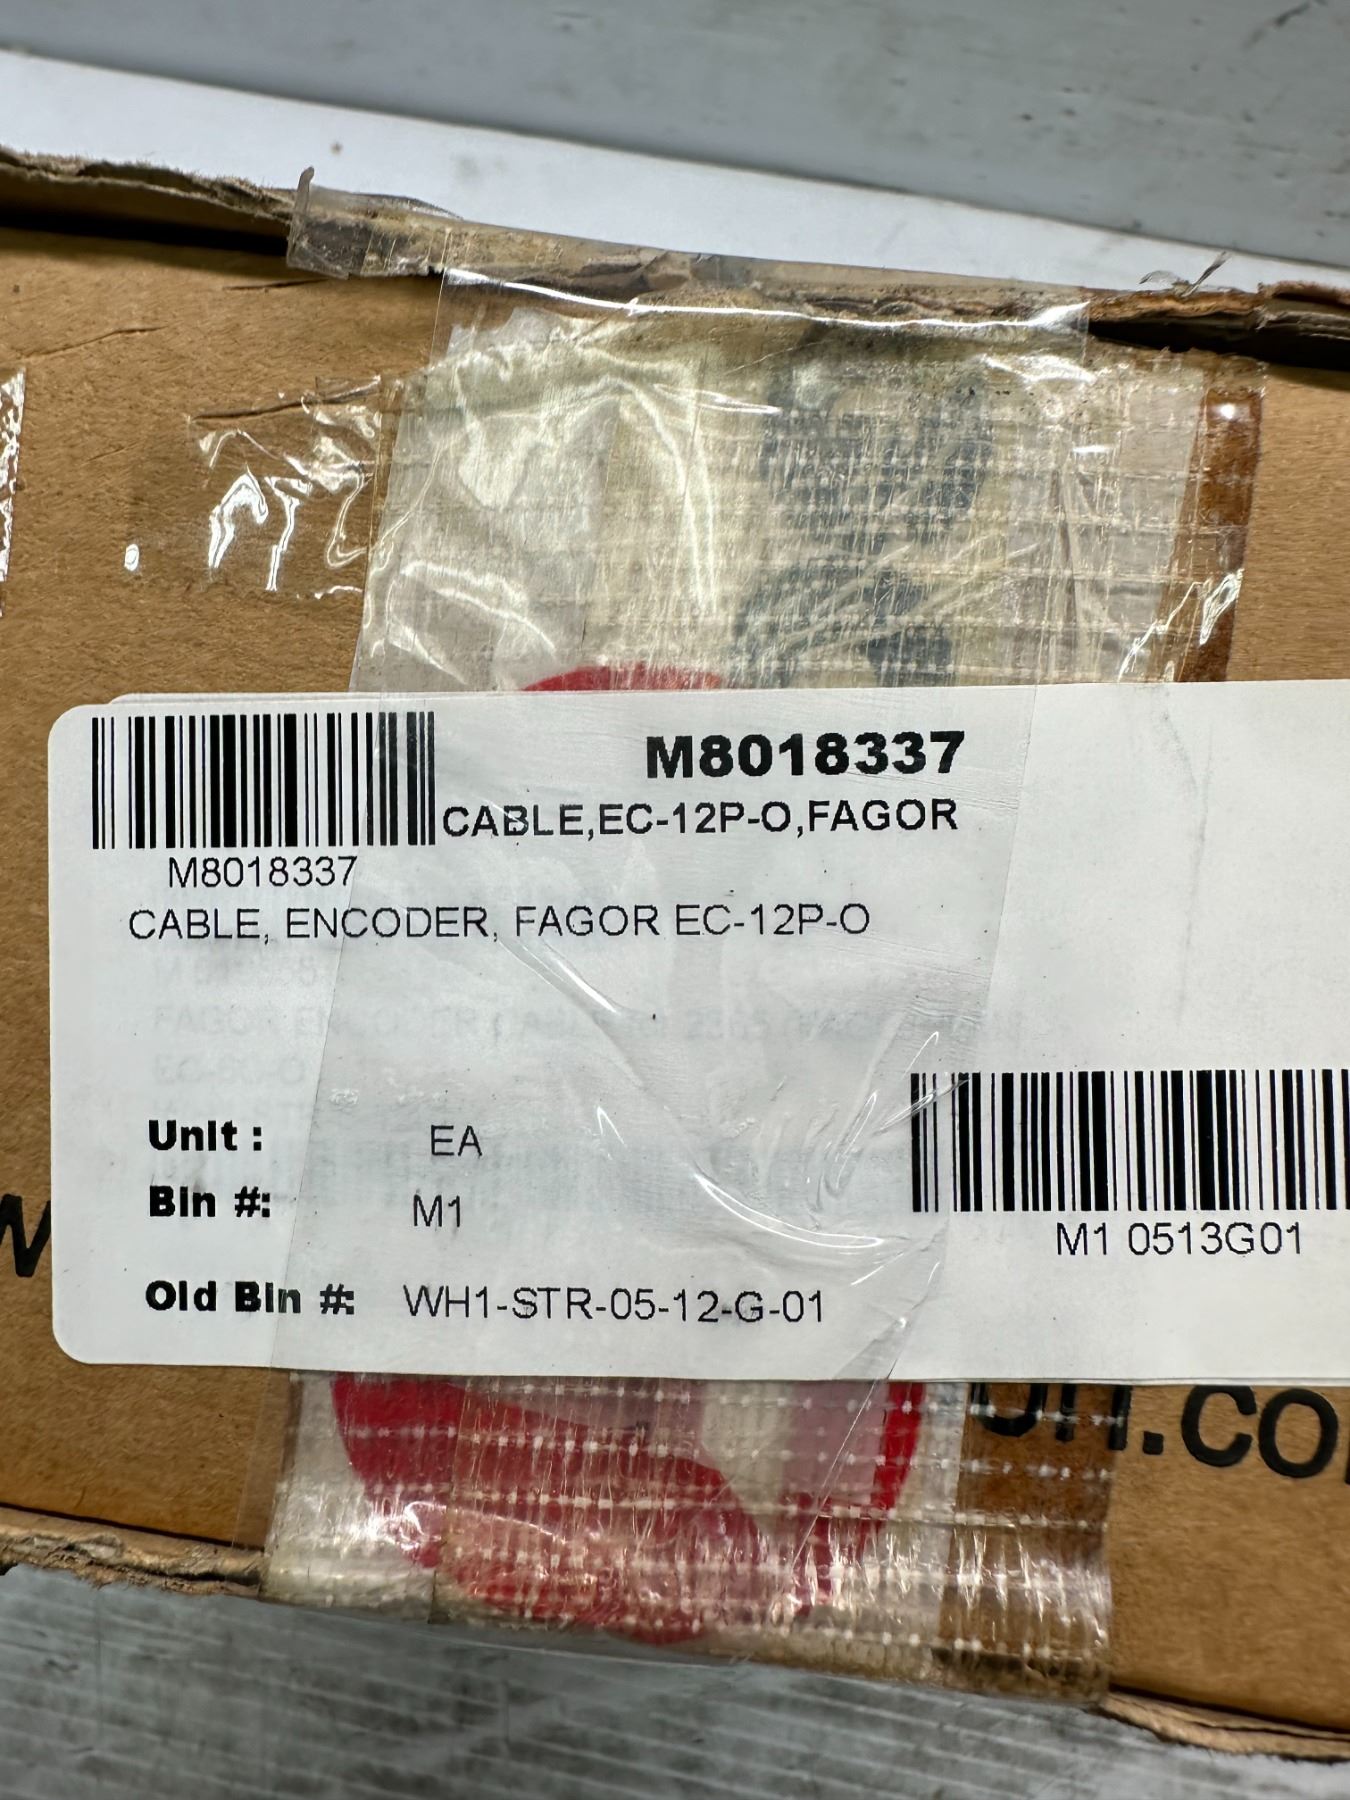 M8018337
CABLE,EC-12P-O,FAGOR
M8018337
CABLE, ENCODER, FAGOR EC-12P-O
Unit : EA
Bin #: M1
M1 0513G01
Old Bin #: WH1-STR-05-12-G-01